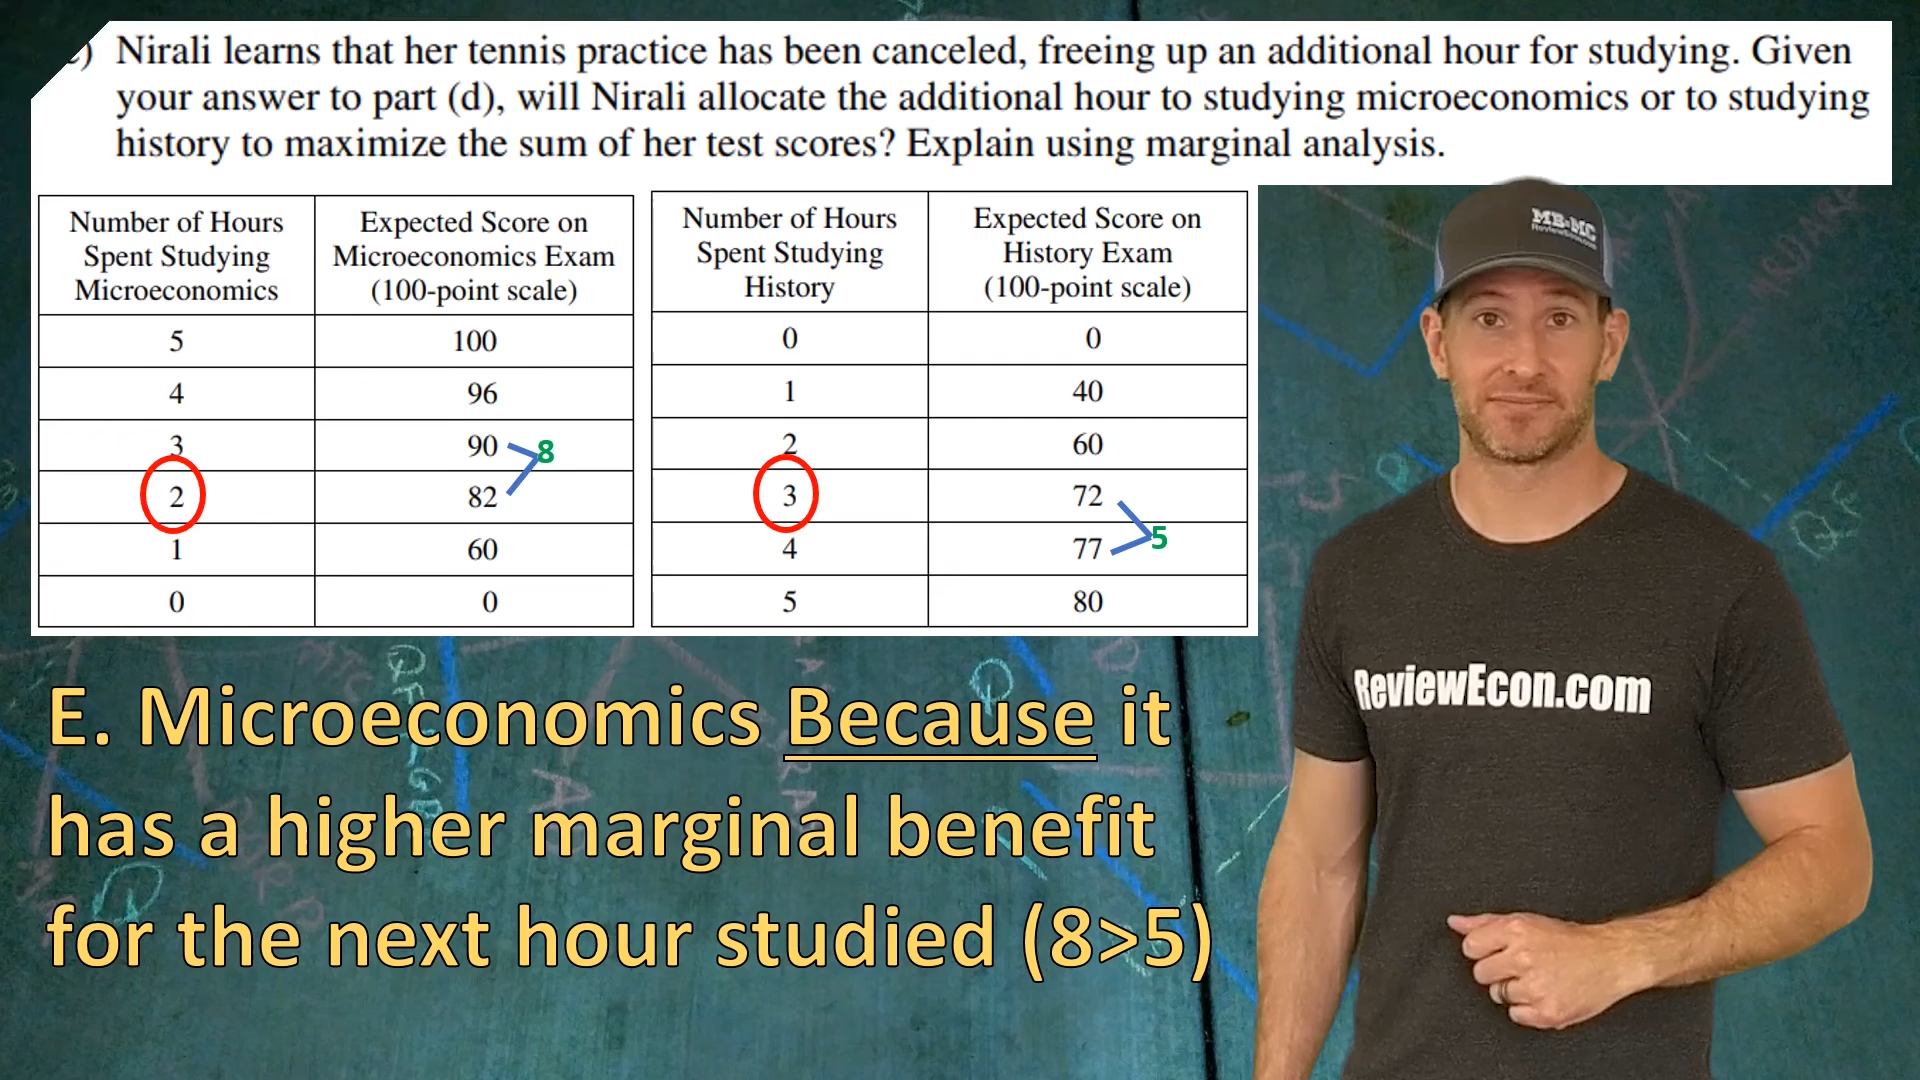 ) Nirali learns that her tennis practice has been canceled, freeing up an additional hour for studying. Given
your answer to part (d), will Nirali allocate the additional hour to studying microeconomics or to studying
history to maximize the sum of her test scores? Explain using marginal analysis.
Number of Hours Spent Studying Microeconomics | Expected Score on Microeconomics Exam (100-point scale)
5 100
4 96
3 90
8
2 82
1 60
0 0
Number of Hours Spent Studying History | Expected Score on History Exam (100-point scale)
0 0
1 40
2 60
3 72
5
4 77
5 80
MB=MC
ReviewEcon.com
ReviewEcon.com
E. Microeconomics Because it
has a higher marginal benefit
for the next hour studied (8>5)